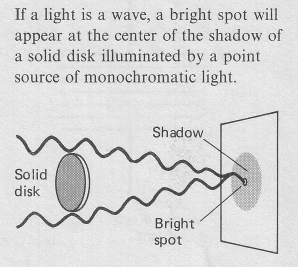 If a light is a wave, a bright spot will
appear at the center of the shadow of
a solid disk illuminated by a point
source of monochromatic light.
Shadow
Solid
disk
Bright
spot